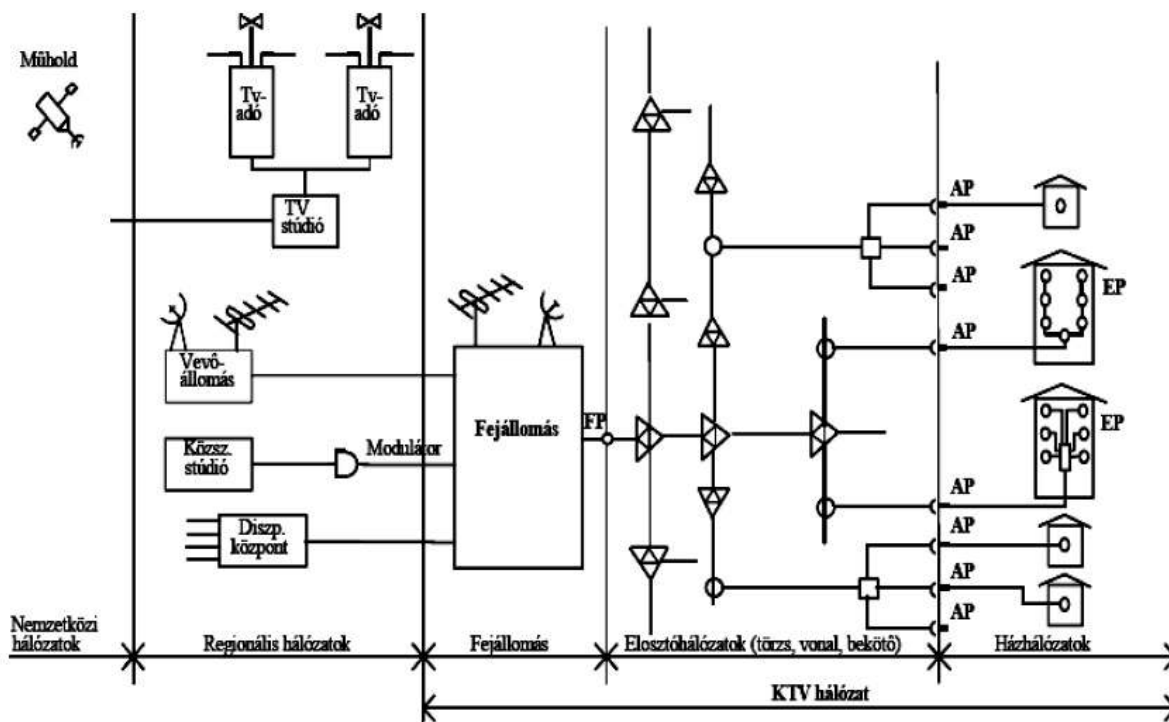 Műhold
Tv-
adó
Tv-
adó
TV
stúdió
Vevő-
állomás
Közsz.
stúdió
Modulátor
Diszp.
központ
Fejállomás
FP
AP
AP
AP
AP
EP
EP
AP
AP
AP
AP
Nemzetközi
hálózatok
Regionális hálózatok
Fejállomás
Elosztóhálózatok (törzs, vonal, bekötő)
Házhálózatok
KTV hálózat